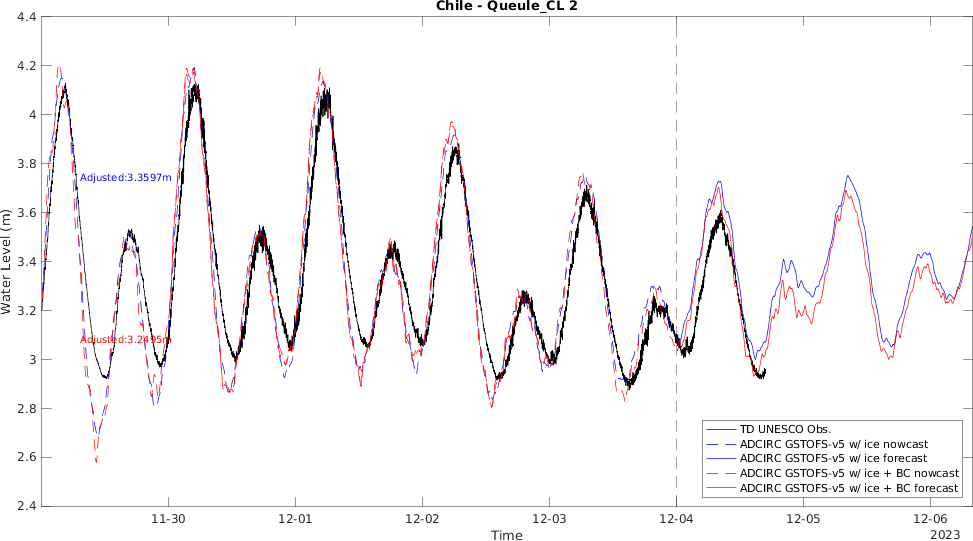 Chile - Queule_CL 2
4.4
4.2
4
3.8
3.6
3.4
3.2
3
2.8
2.6
2.4
Water Level (m)
Adjusted:3.3597m
Adjusted:3.2495m
TD UNESCO Obs.
ADCIRC GSTOFS-v5 w/ ice nowcast
ADCIRC GSTOFS-v5 w/ ice forecast
ADCIRC GSTOFS-v5 w/ ice + BC nowcast
ADCIRC GSTOFS-v5 w/ ice + BC forecast
11-30 12-01 12-02 12-03 12-04 12-05 12-06
Time
2023